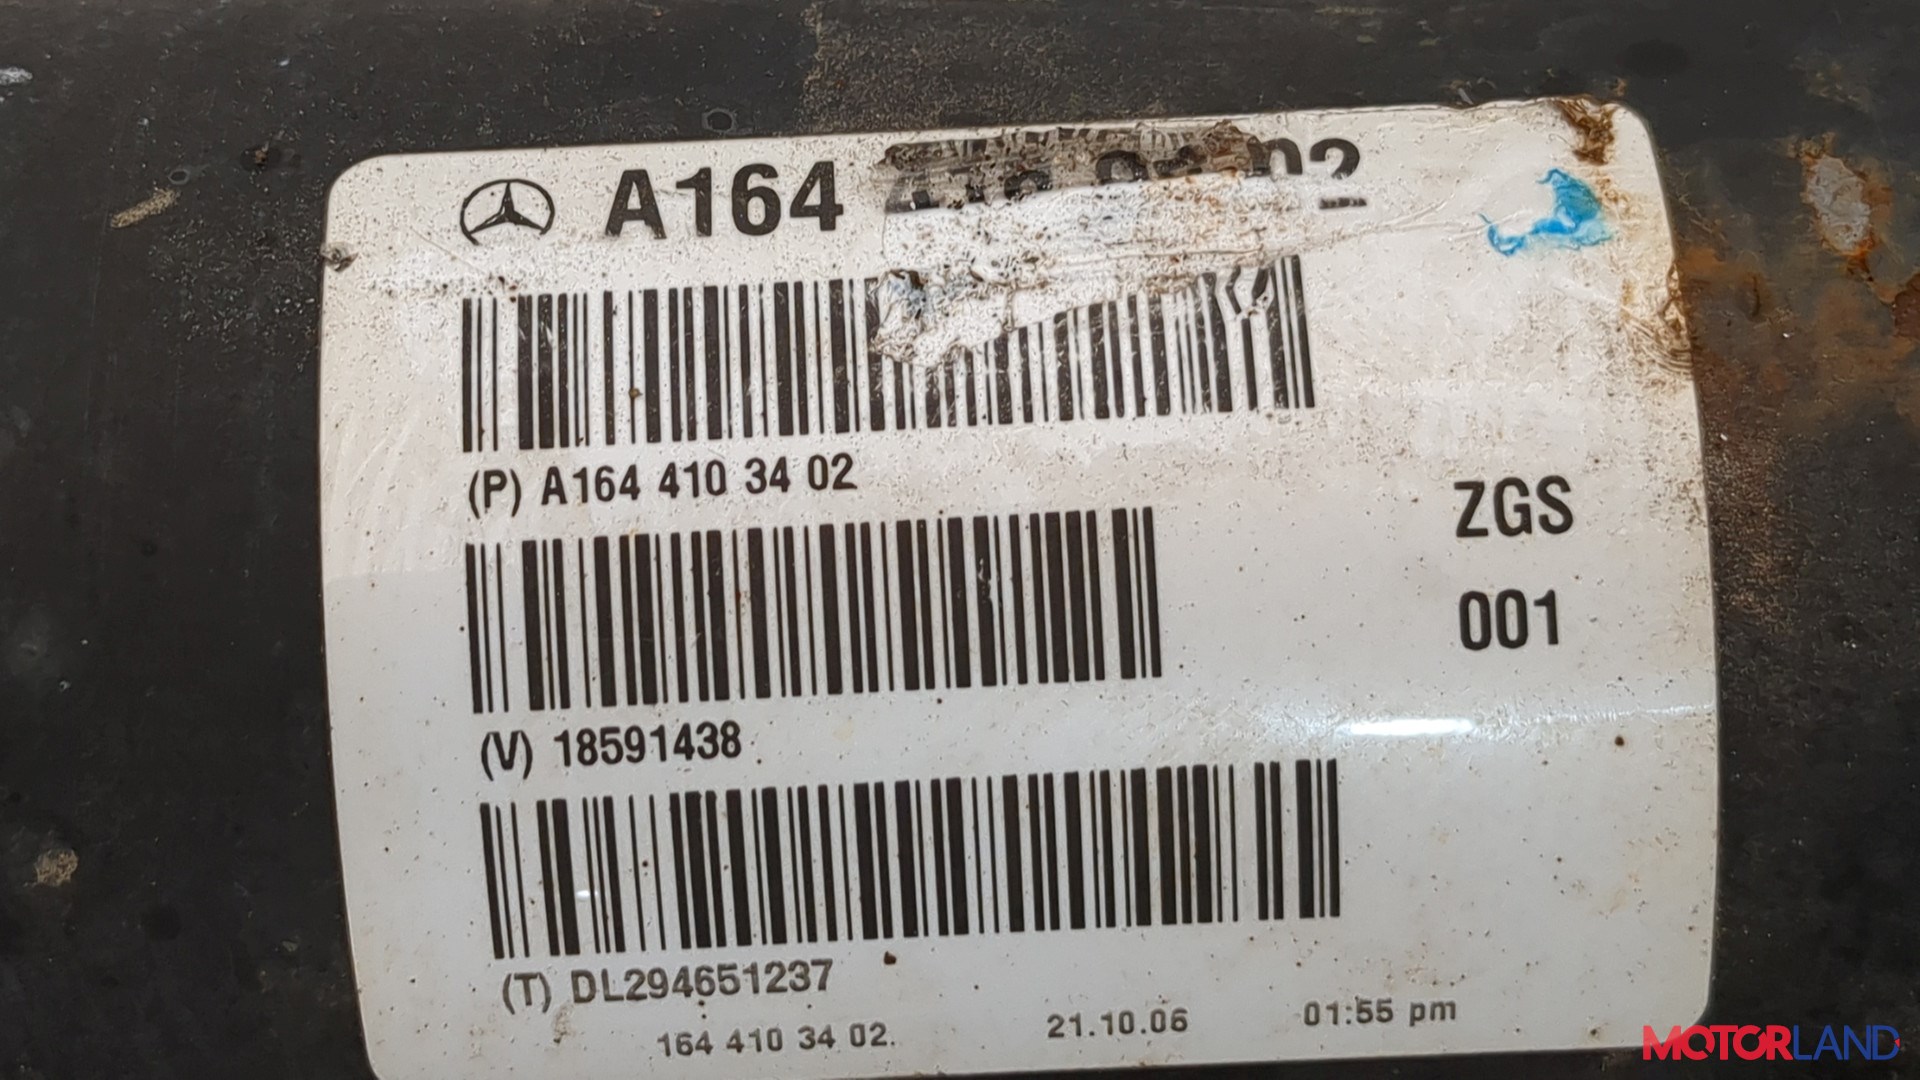 A164 02
(P) A164 410 34 02
ZGS
001
(V) 18591438
(T) DL294651237
164 410 34 02. 21.10.06 01:55 pm
MOTORLAND